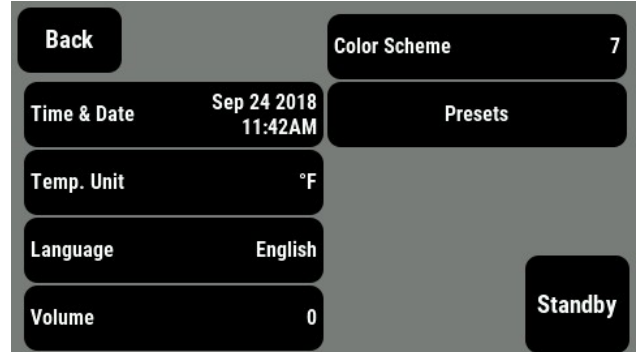 Back
Time & Date Sep 24 2018
11:42AM
Temp. Unit °F
Language English
Volume 0
Color Scheme 7
Presets
Standby